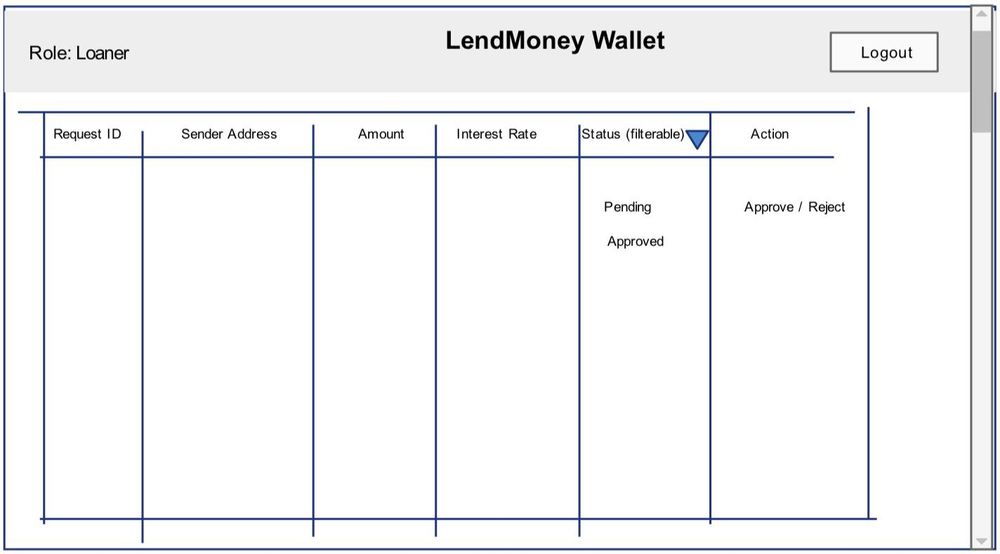 LendMoney Wallet
Role: Loaner
Logout
Request ID Sender Address Amount Interest Rate Status (filterable) Action
Pending Approve / Reject
Approved